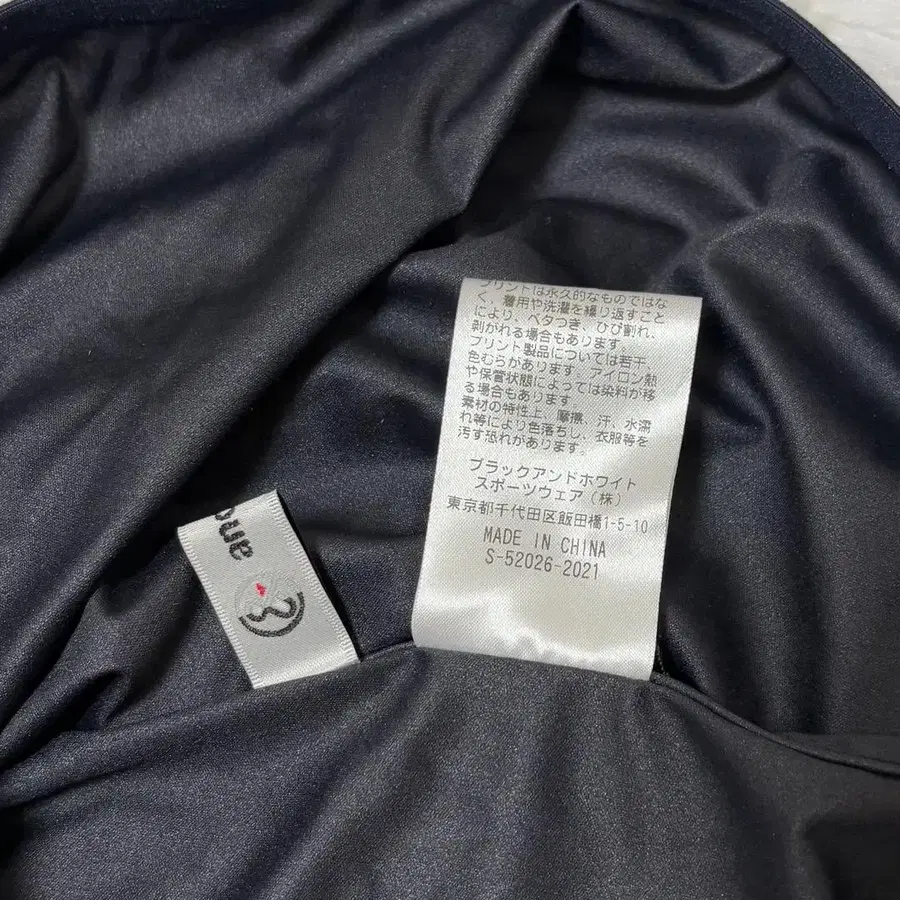 プリントは永久的なものではな
く、着用や洗濯を繰り返すこと
により、ベタつき、ひび割れ、
剥がれる場合もあります。
プリント製品については若干、
色むらがあります。アイロン熱
や保管状態によっては染料が移
る場合もあります
素材の特性上、摩擦、汗、水濡
れ等により色落ちし、衣服等を
汚す恐れがあります。
ブラックアンドホワイト
スポーツウェア(株)
東京都千代田区飯田橋1-5-10
MADE IN CHINA
S-52026-2021